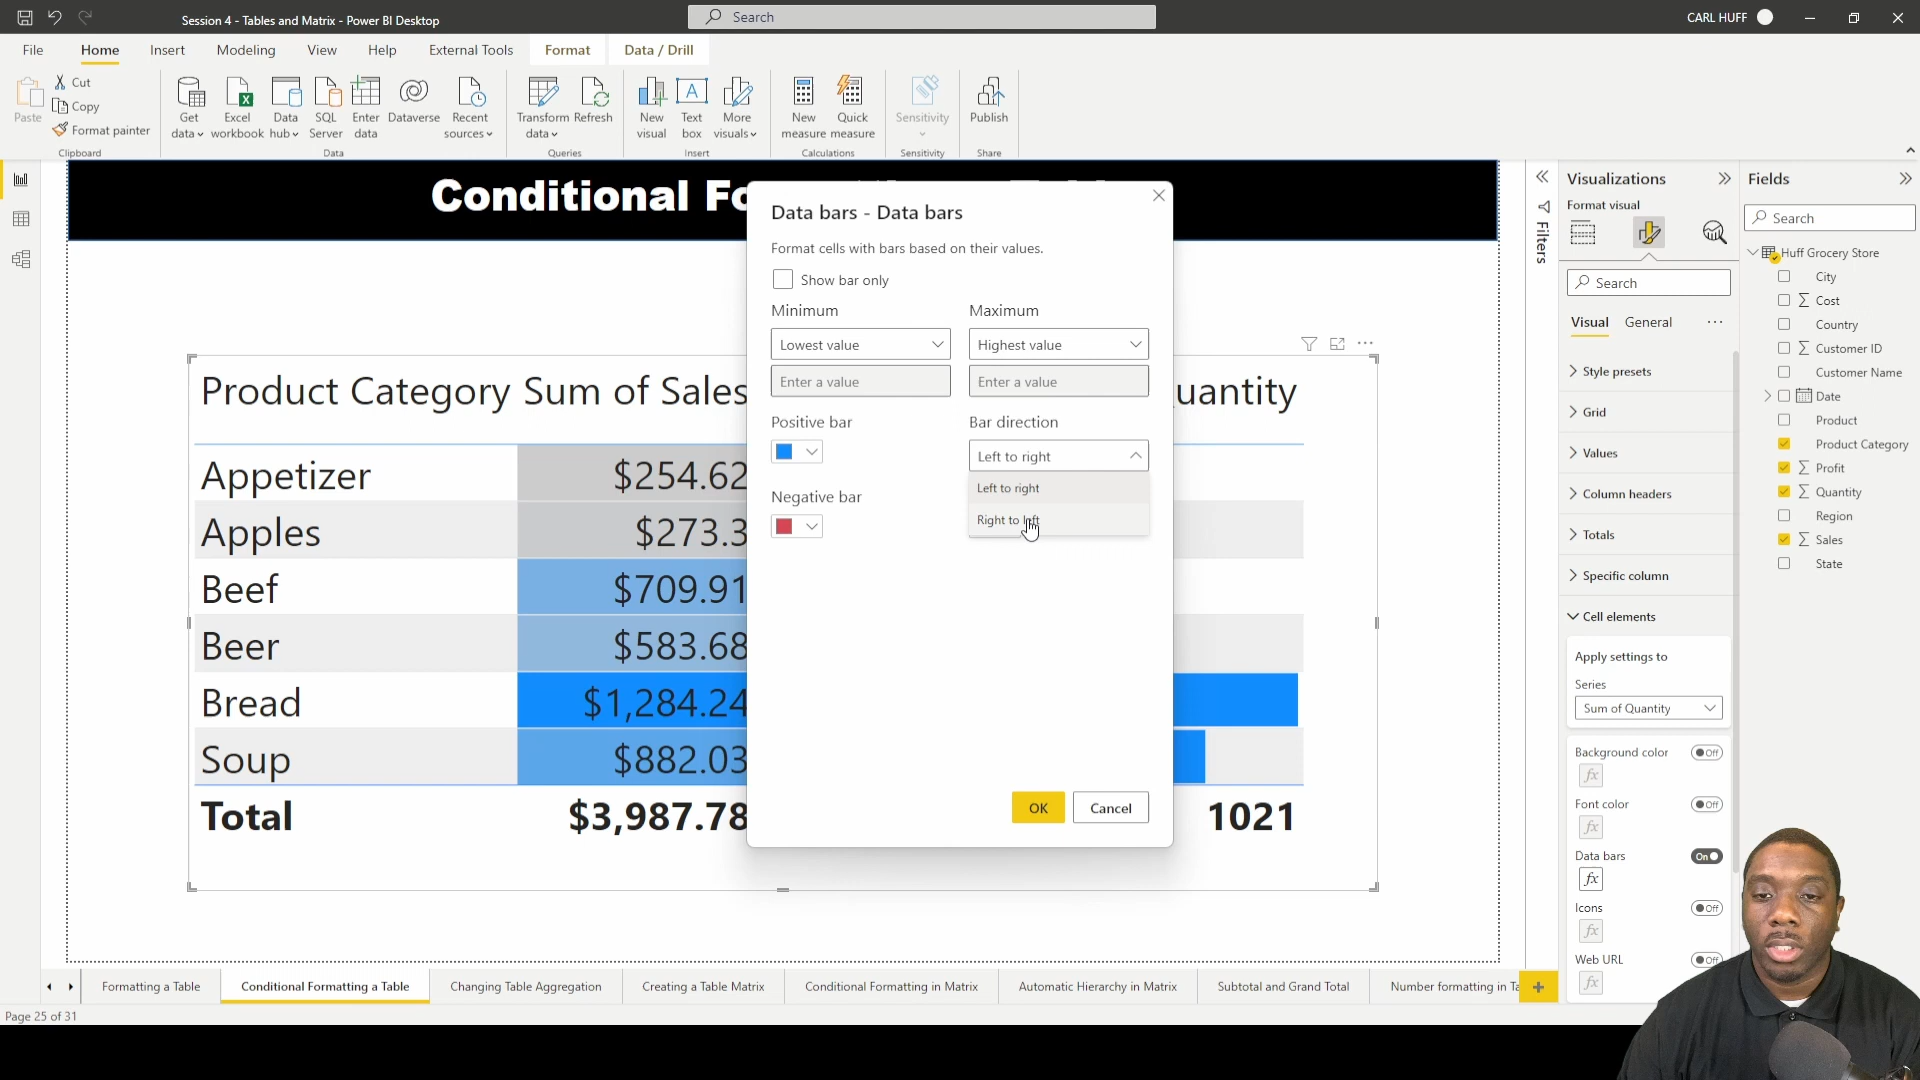 Session 4 - Tables and Matrix - Power BI Desktop
Search
CARL HUFF
File
Home
Insert
Modeling
View
Help
External Tools
Format
Data / Drill
Paste
Cut
Copy
Format painter
Clipboard
Get data
Excel workbook
Data hub
SQL Server
Enter data
Dataverse
Recent sources
Data
Transform data
Refresh
Queries
New visual
Text box
More visuals
Insert
New measure
Quick measure
Calculations
Sensitivity
Sensitivity
Publish
Share
Conditional Fo
Product Category Sum of Sales
uantity
Appetizer $254.62
Apples $273.3
Beef $709.91
Beer $583.68
Bread $1,284.24
Soup $882.03
Total $3,987.78 1021
Data bars - Data bars
Format cells with bars based on their values.
Show bar only
Minimum
Maximum
Lowest value
Highest value
Enter a value
Enter a value
Positive bar
Bar direction
Left to right
Left to right
Right to left
Negative bar
OK
Cancel
Filters
Visualizations
Format visual
Search
Visual
General
Style presets
Grid
Values
Column headers
Totals
Specific column
Cell elements
Apply settings to
Series
Sum of Quantity
Background color
Off
fx
Font color
Off
fx
Data bars
On
fx
Icons
Off
fx
Web URL
Off
fx
Fields
Search
Huff Grocery Store
City
Cost
Country
Customer ID
Customer Name
Date
Product
Product Category
Profit
Quantity
Region
Sales
State
Formatting a Table
Conditional Formatting a Table
Changing Table Aggregation
Creating a Table Matrix
Conditional Formatting in Matrix
Automatic Hierarchy in Matrix
Subtotal and Grand Total
Number formatting in Ta
Page 25 of 31